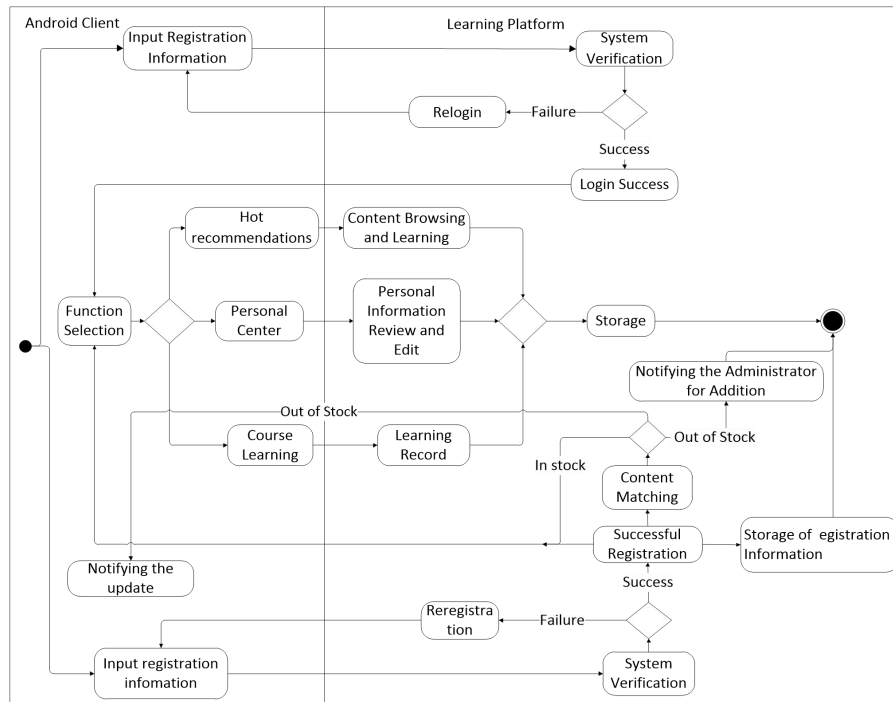 Android Client
Learning Platform
Input Registration
Information
System
Verification
Relogin
Failure
Success
Login Success
Hot
recommendations
Content Browsing
and Learning
Function
Selection
Personal
Center
Personal
Information
Review and
Edit
Storage
Notifying the Administrator
for Addition
Out of Stock
Course
Learning
Learning
Record
Out of Stock
In stock
Content
Matching
Successful
Registration
Storage of egistration
Information
Notifying the
update
Success
Reregistra
tion
Failure
Input registration
infomation
System
Verification